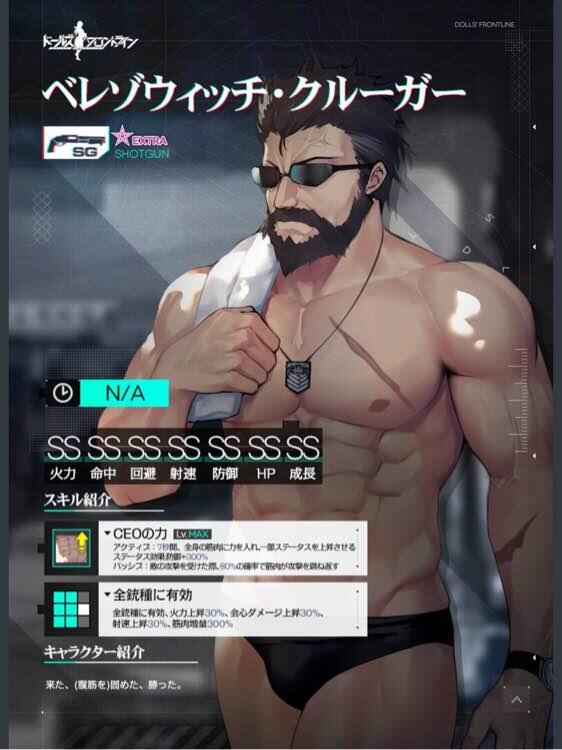 DOLLS' FRONTLINE
ドールズフロントライン
ベレゾウィッチ・クルーガー
SG
EXTRA
SHOTGUN
N/A
SS SS SS SS SS SS SS
火力 命中 回避 射速 防御 HP 成長
スキル紹介
CEOの力 Lv.MAX
アクティブ：7秒間、全身の筋肉に力を入れ、一部ステータスを上昇させる
ステータス効果:防御+300%
パッシブ：敵の攻撃を受けた際、80%の確率で筋肉が攻撃を跳ね返す
全銃種に有効
全銃種に有効、火力上昇30%、会心ダメージ上昇30%、
射速上昇30%、筋肉増量300%
キャラクター紹介
来た、(腹筋を)固めた、勝った。